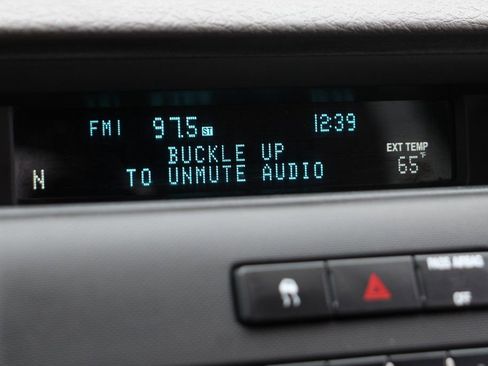 FM1 97.5 ST 12:39
BUCKLE UP
TO UNMUTE AUDIO
EXT TEMP
65°F
N
PASS AIRBAG
OFF